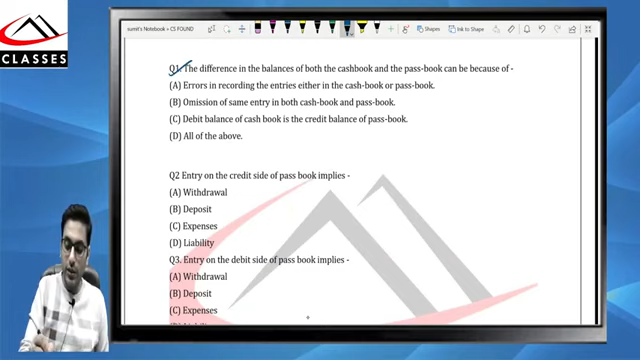 CLASSES
sumit's Notebook » CS FOUND
Shapes
Convert
Q1. The difference in the balances of both the cashbook and the pass-book can be because of -
(A) Errors in recording the entries either in the cash-book or pass-book.
(B) Omission of same entry in both cash-book and pass-book.
(C) Debit balance of cash book is the credit balance of pass-book.
(D) All of the above.
Q2 Entry on the credit side of pass book implies -
(A) Withdrawal
(B) Deposit
(C) Expenses
(D) Liability
Q3. Entry on the debit side of pass book implies -
(A) Withdrawal
(B) Deposit
(C) Expenses